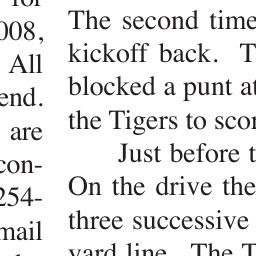 008,
All
end.
are
con-
254-
mail
The second time
kickoff back. T
blocked a punt at
the Tigers to scor
Just before t
On the drive the
three successive
yard line. The T